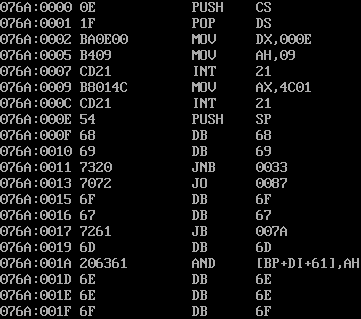 076A:0000 0E            PUSH    CS
076A:0001 1F            POP     DS
076A:0002 BA0E00        MOV     DX,000E
076A:0005 B409          MOV     AH,09
076A:0007 CD21          INT     21
076A:0009 B8014C        MOV     AX,4C01
076A:000C CD21          INT     21
076A:000E 54            PUSH    SP
076A:000F 68            DB      68
076A:0010 69            DB      69
076A:0011 7320          JNB     0033
076A:0013 7072          JO      0087
076A:0015 6F            DB      6F
076A:0016 67            DB      67
076A:0017 7261          JB      007A
076A:0019 6D            DB      6D
076A:001A 206361        AND     [BP+DI+61],AH
076A:001D 6E            DB      6E
076A:001E 6E            DB      6E
076A:001F 6F            DB      6F